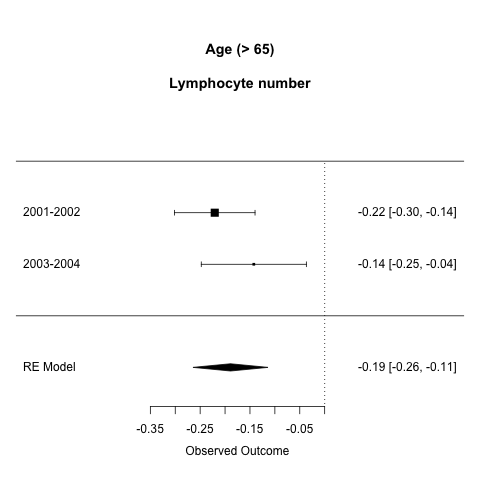 Age (> 65)
Lymphocyte number
2001-2002 -0.22 [-0.30, -0.14]
2003-2004 -0.14 [-0.25, -0.04]
RE Model -0.19 [-0.26, -0.11]
-0.35 -0.25 -0.15 -0.05
Observed Outcome